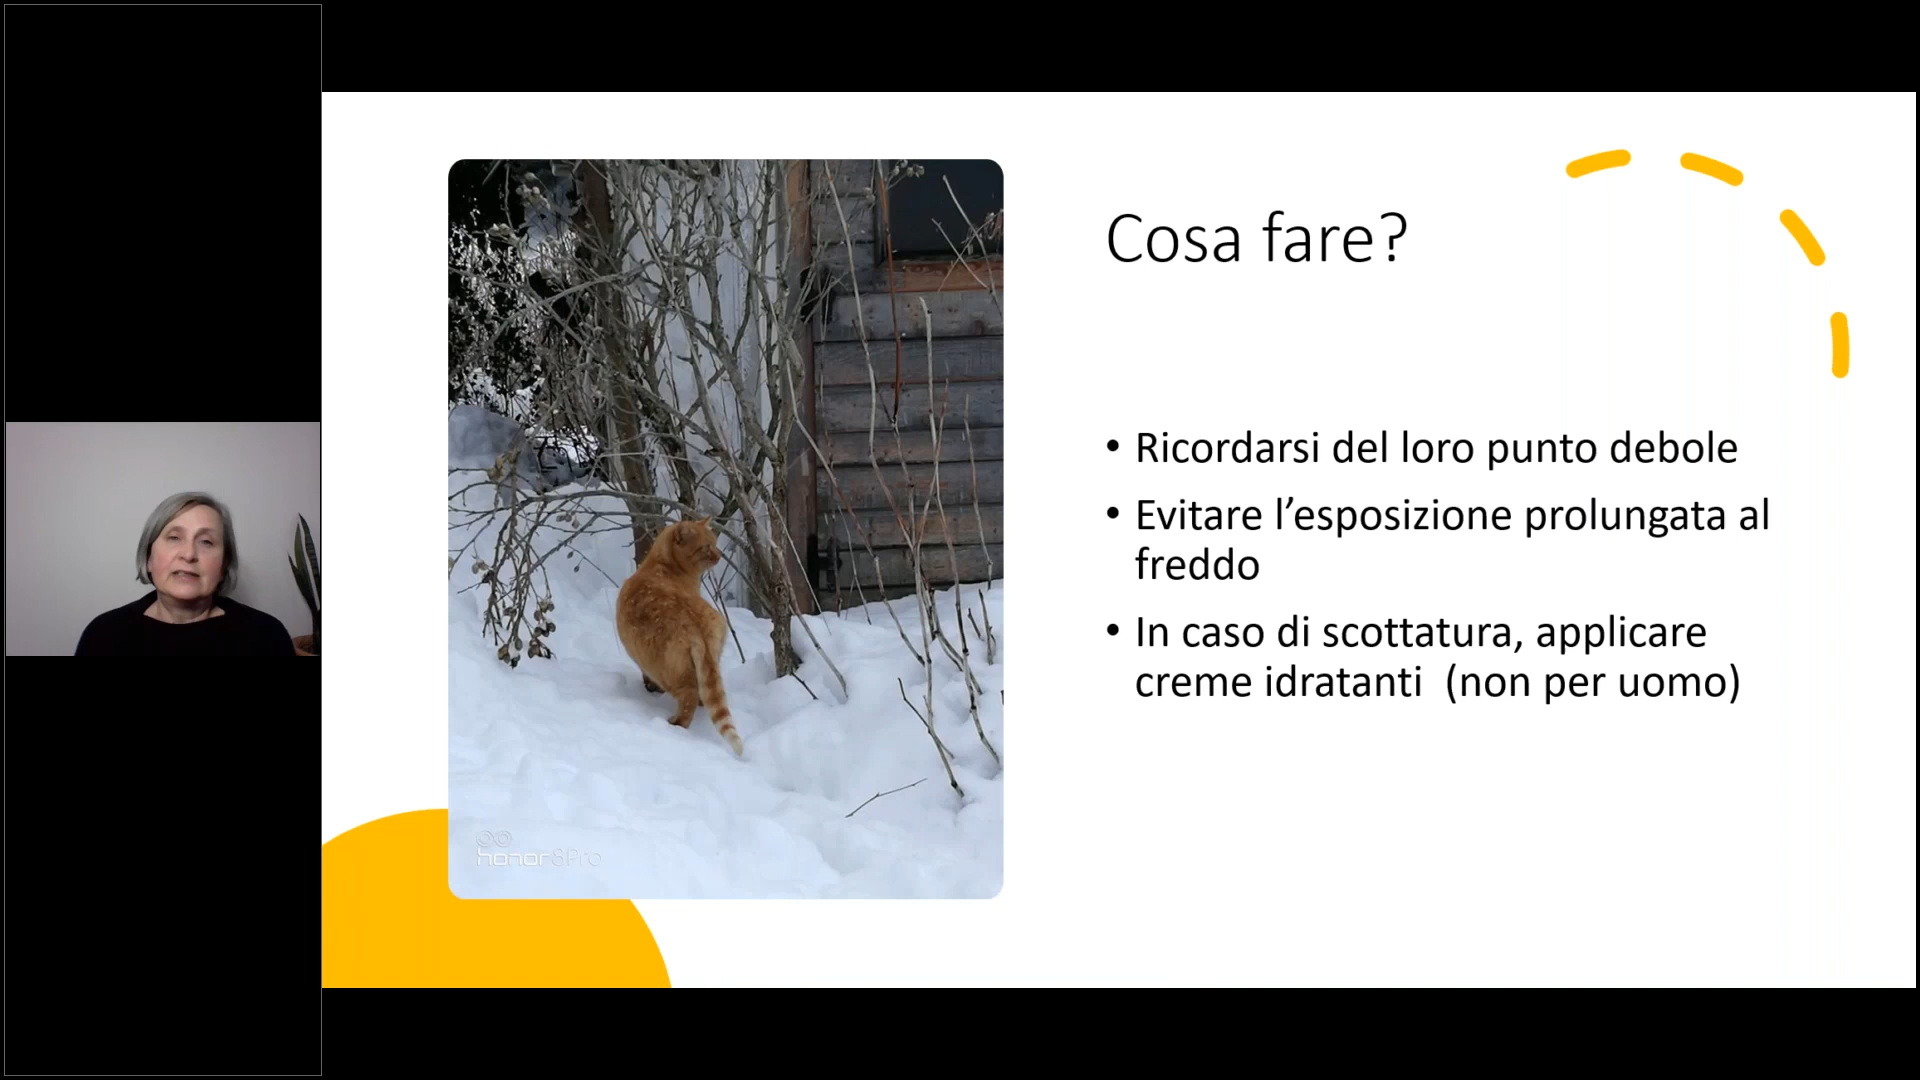 Cosa fare?
• Ricordarsi del loro punto debole
• Evitare l’esposizione prolungata al
freddo
• In caso di scottatura, applicare
creme idratanti  (non per uomo)
honor8Pro